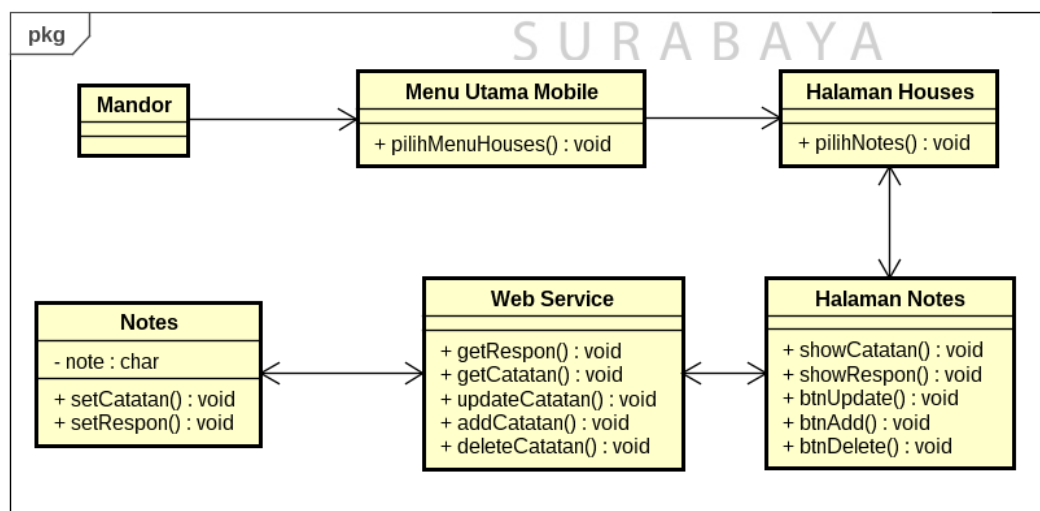 pkg
SURABAYA
Mandor
Menu Utama Mobile
+ pilihMenuHouses() : void
Halaman Houses
+ pilihNotes() : void
Notes
- note : char
+ setCatatan() : void
+ setRespon() : void
Web Service
+ getRespon() : void
+ getCatatan() : void
+ updateCatatan() : void
+ addCatatan() : void
+ deleteCatatan() : void
Halaman Notes
+ showCatatan() : void
+ showRespon() : void
+ btnUpdate() : void
+ btnAdd() : void
+ btnDelete() : void